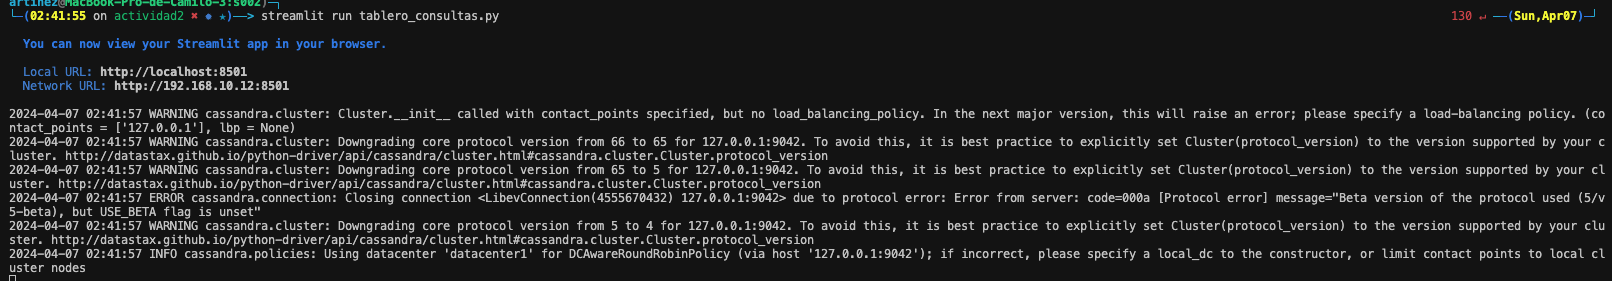 artinez@MacBook-Pro-de-Camilo-3:s002)
(02:41:55 on actividad2 ✖ ✹ ★)——> streamlit run tablero_consultas.py 130 ↵ ——(Sun,Apr07)
You can now view your Streamlit app in your browser.
Local URL: http://localhost:8501
Network URL: http://192.168.10.12:8501
2024-04-07 02:41:57 WARNING cassandra.cluster: Cluster.__init__ called with contact_points specified, but no load_balancing_policy. In the next major version, this will raise an error; please specify a load-balancing policy. (co
ntact_points = ['127.0.0.1'], lbp = None)
2024-04-07 02:41:57 WARNING cassandra.cluster: Downgrading core protocol version from 66 to 65 for 127.0.0.1:9042. To avoid this, it is best practice to explicitly set Cluster(protocol_version) to the version supported by your c
luster. http://datastax.github.io/python-driver/api/cassandra/cluster.html#cassandra.cluster.Cluster.protocol_version
2024-04-07 02:41:57 WARNING cassandra.cluster: Downgrading core protocol version from 65 to 5 for 127.0.0.1:9042. To avoid this, it is best practice to explicitly set Cluster(protocol_version) to the version supported by your cl
uster. http://datastax.github.io/python-driver/api/cassandra/cluster.html#cassandra.cluster.Cluster.protocol_version
2024-04-07 02:41:57 ERROR cassandra.connection: Closing connection <LibevConnection(4555670432) 127.0.0.1:9042> due to protocol error: Error from server: code=000a [Protocol error] message="Beta version of the protocol used (5/v
5-beta), but USE_BETA flag is unset"
2024-04-07 02:41:57 WARNING cassandra.cluster: Downgrading core protocol version from 5 to 4 for 127.0.0.1:9042. To avoid this, it is best practice to explicitly set Cluster(protocol_version) to the version supported by your clu
ster. http://datastax.github.io/python-driver/api/cassandra/cluster.html#cassandra.cluster.Cluster.protocol_version
2024-04-07 02:41:57 INFO cassandra.policies: Using datacenter 'datacenter1' for DCAwareRoundRobinPolicy (via host '127.0.0.1:9042'); if incorrect, please specify a local_dc to the constructor, or limit contact points to local cl
uster nodes